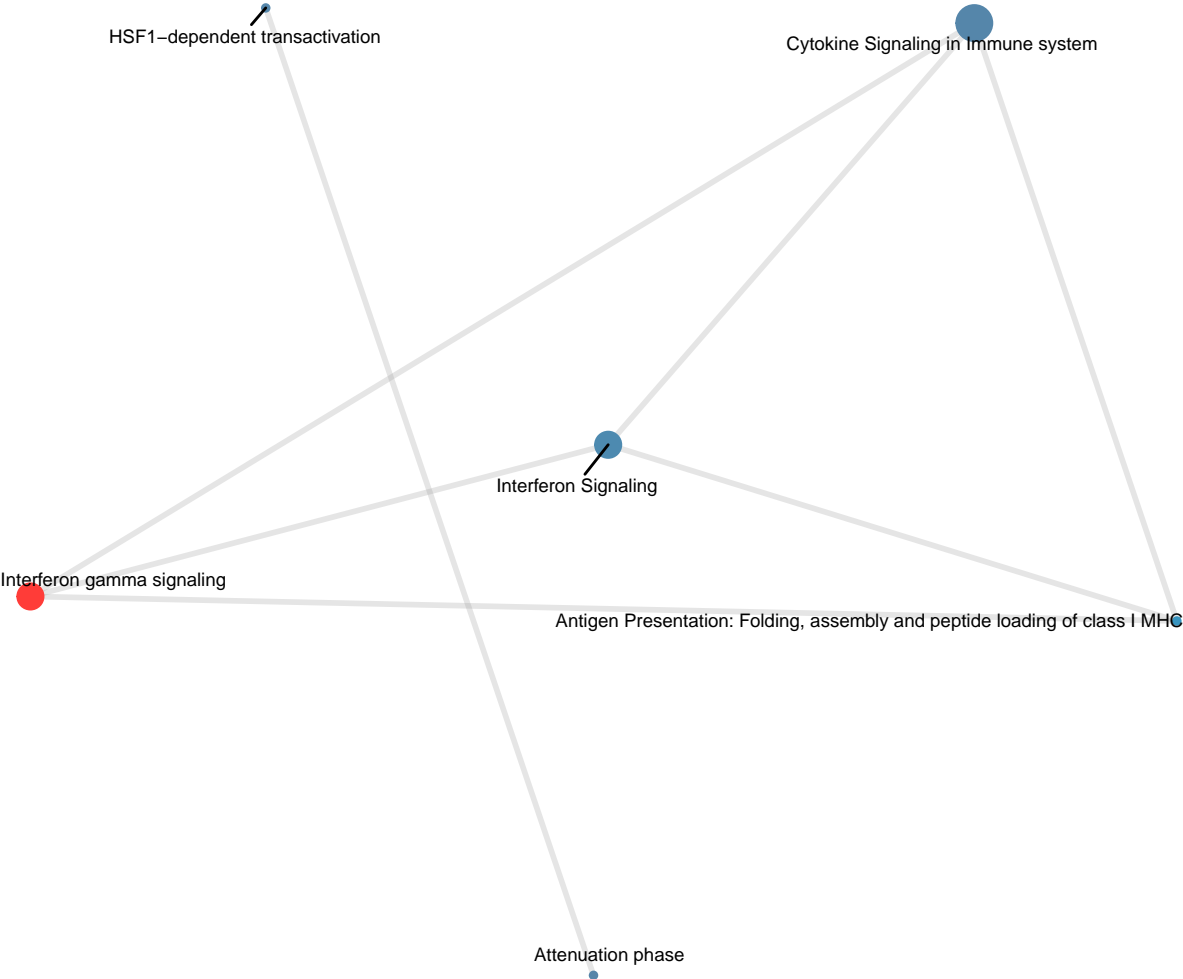 HSF1−dependent transactivation
Cytokine Signaling in Immune system
Interferon Signaling
Interferon gamma signaling
Antigen Presentation: Folding, assembly and peptide loading of class I MHC
Attenuation phase